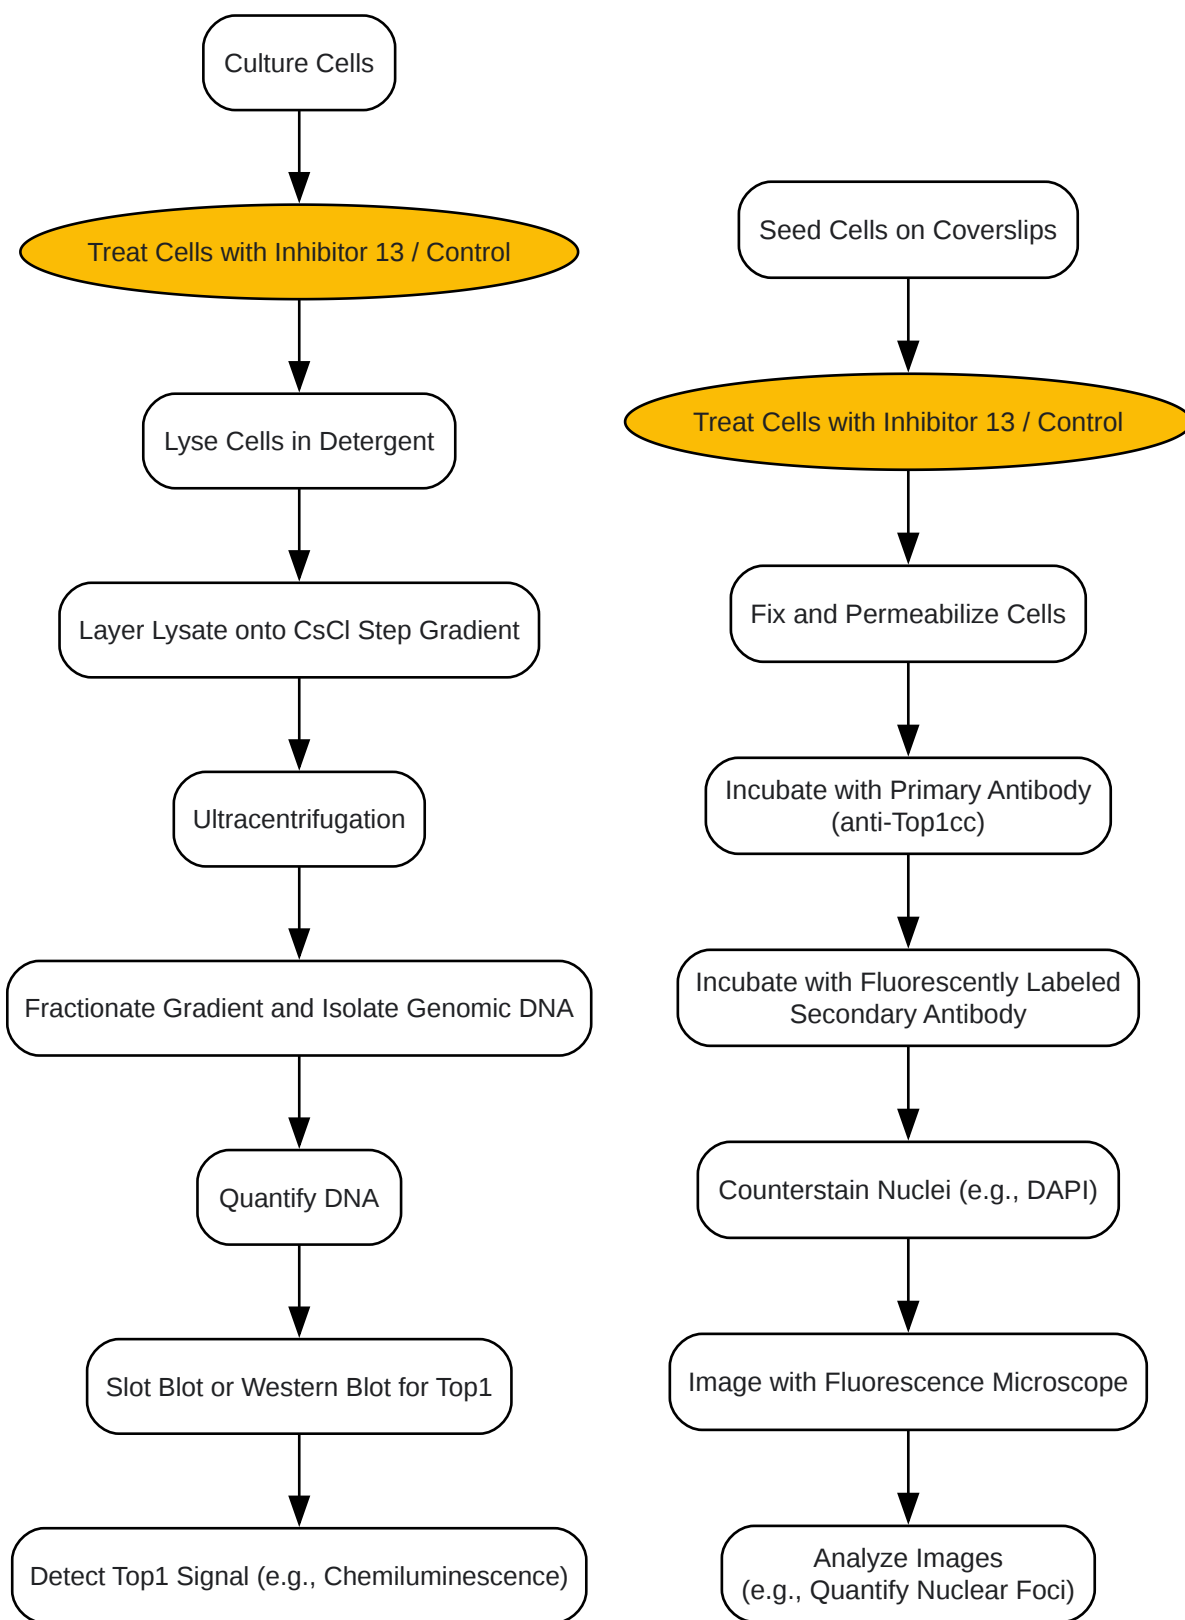 Culture Cells
Treat Cells with Inhibitor 13 / Control
Lyse Cells in Detergent
Layer Lysate onto CsCl Step Gradient
Ultracentrifugation
Fractionate Gradient and Isolate Genomic DNA
Quantify DNA
Slot Blot or Western Blot for Top1
Detect Top1 Signal (e.g., Chemiluminescence)
Seed Cells on Coverslips
Treat Cells with Inhibitor 13 / Control
Fix and Permeabilize Cells
Incubate with Primary Antibody
(anti-Top1cc)
Incubate with Fluorescently Labeled
Secondary Antibody
Counterstain Nuclei (e.g., DAPI)
Image with Fluorescence Microscope
Analyze Images
(e.g., Quantify Nuclear Foci)